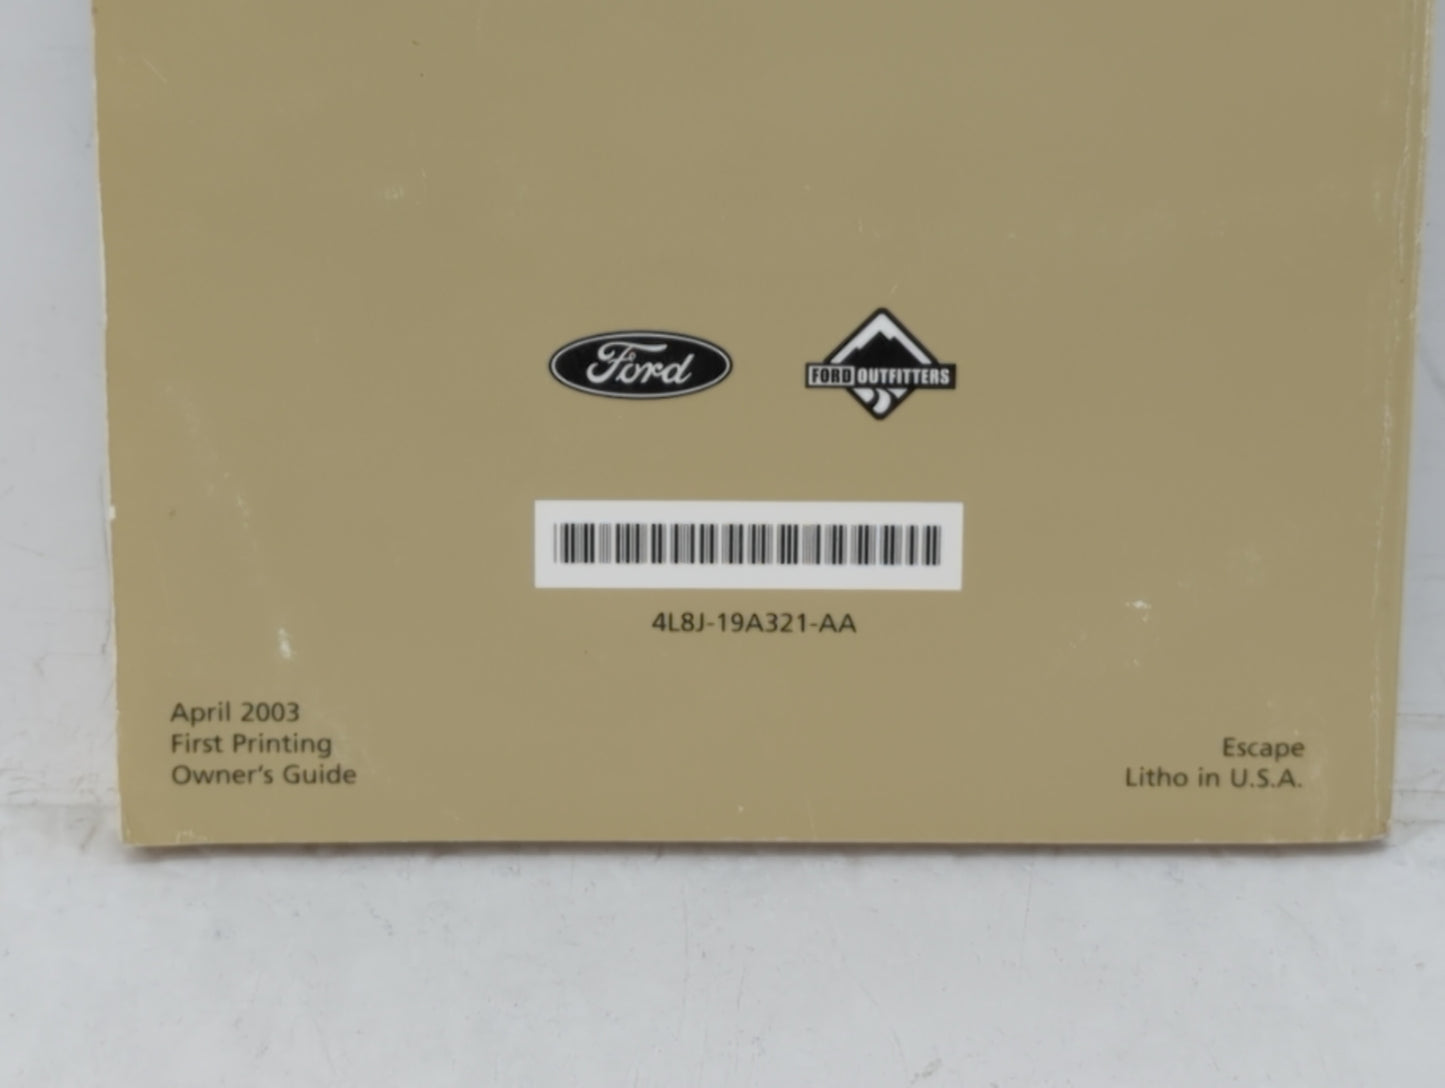 Ford
FORD OUTFITTERS
4L8J-19A321-AA
April 2003
First Printing
Owner's Guide
Escape
Litho in U.S.A.